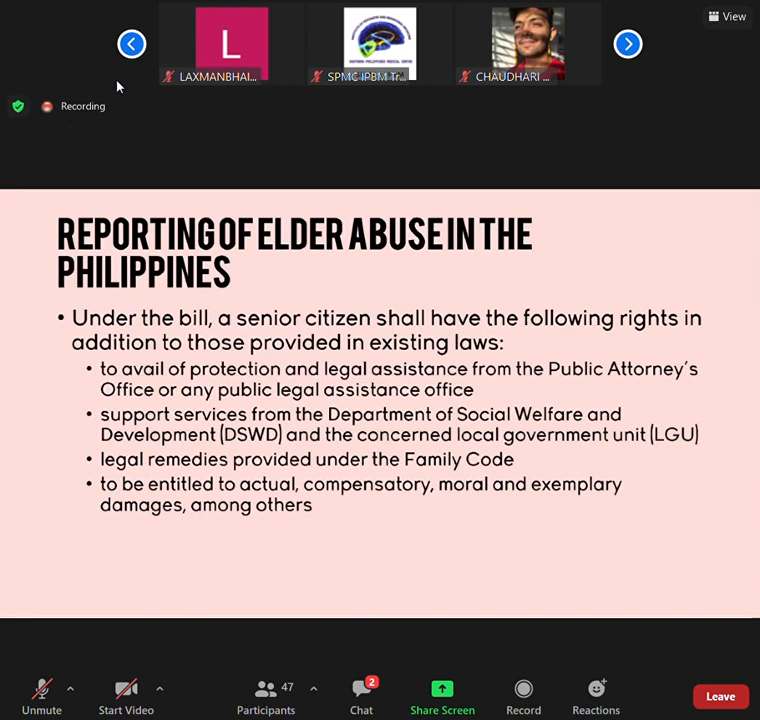 View
L
LAXMANBHAI...
SPMC IPBM Tr...
CHAUDHARI ...
Recording
REPORTING OF ELDER ABUSE IN THE
PHILIPPINES
• Under the bill, a senior citizen shall have the following rights in
addition to those provided in existing laws:
• to avail of protection and legal assistance from the Public Attorney's
Office or any public legal assistance office
• support services from the Department of Social Welfare and
Development (DSWD) and the concerned local government unit (LGU)
• legal remedies provided under the Family Code
• to be entitled to actual, compensatory, moral and exemplary
damages, among others
47
2
Unmute
Start Video
Participants
Chat
Share Screen
Record
Reactions
Leave